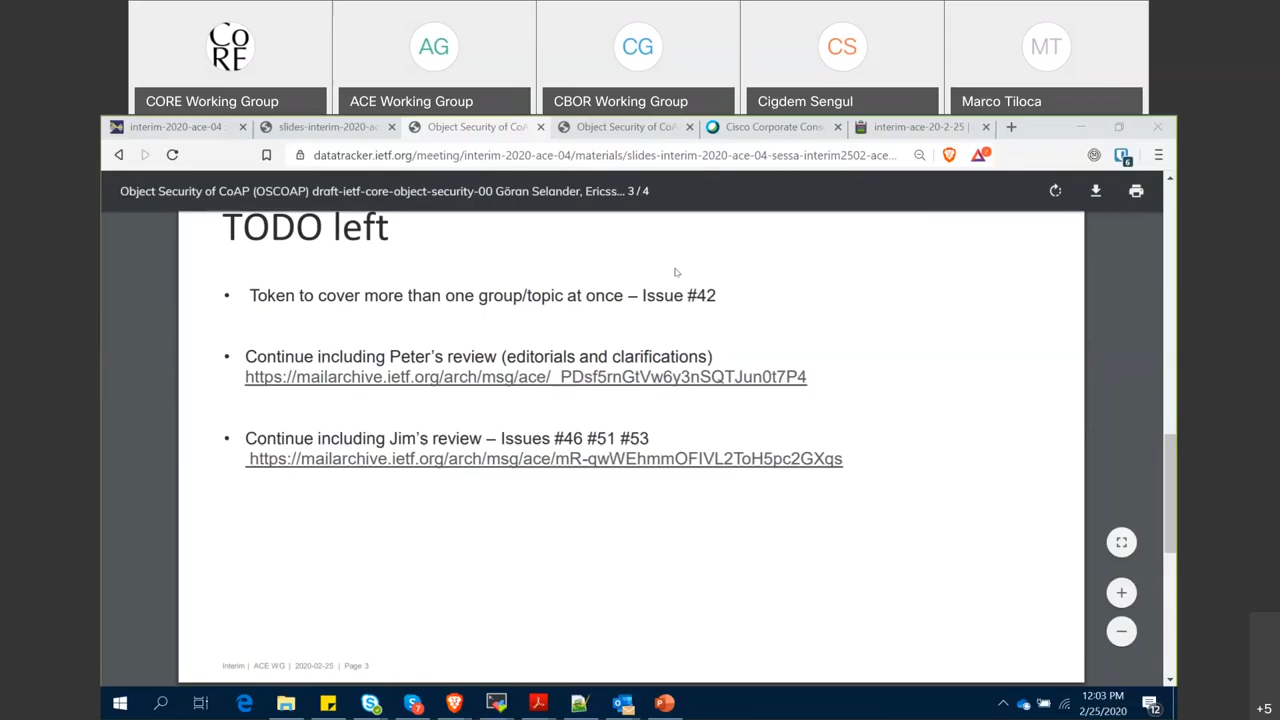 CORE
AG
CG
CS
MT
CORE Working Group
ACE Working Group
CBOR Working Group
Cigdem Sengul
Marco Tiloca
interim-2020-ace-04
slides-interim-2020-ace
Object Security of CoA
Object Security of CoA
Cisco Corporate Cons
interim-ace-20-2-25
datatracker.ietf.org/meeting/interim-2020-ace-04/materials/slides-interim-2020-ace-04-sessa-interim2502-ace...
6
Object Security of CoAP (OSCOAP) draft-ietf-core-object-security-00 Göran Selander, Ericss... 3 / 4
TODO left
• Token to cover more than one group/topic at once – Issue #42
• Continue including Peter's review (editorials and clarifications)
https://mailarchive.ietf.org/arch/msg/ace/_PDsf5rnGtVw6y3nSQTJun0t7P4
• Continue including Jim's review – Issues #46 #51 #53
https://mailarchive.ietf.org/arch/msg/ace/mR-qwWEhmmOFIVL2ToH5pc2GXqs
Interim | ACE WG | 2020-02-25 | Page 3
12:03 PM
2/25/2020
12
+5